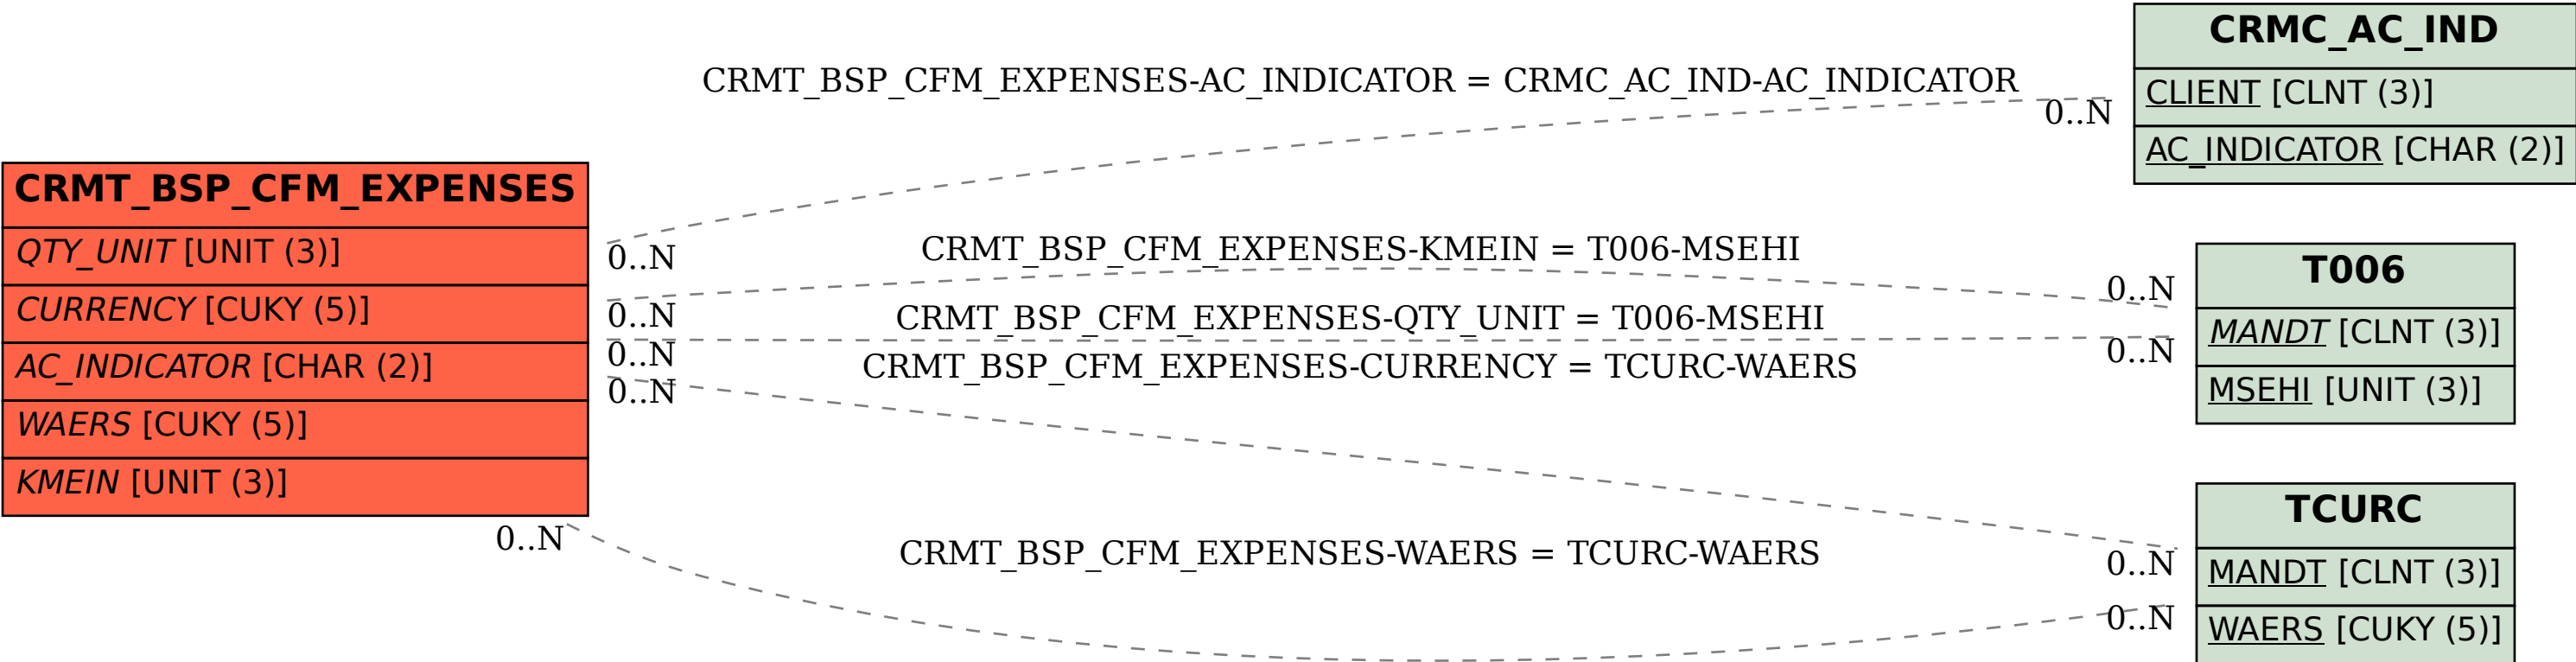 CRMC_AC_IND
CLIENT [CLNT (3)]
AC_INDICATOR [CHAR (2)]
CRMT_BSP_CFM_EXPENSES-AC_INDICATOR = CRMC_AC_IND-AC_INDICATOR
0..N
CRMT_BSP_CFM_EXPENSES
QTY_UNIT [UNIT (3)]
CURRENCY [CUKY (5)]
AC_INDICATOR [CHAR (2)]
WAERS [CUKY (5)]
KMEIN [UNIT (3)]
0..N
0..N
0..N
0..N
0..N
CRMT_BSP_CFM_EXPENSES-KMEIN = T006-MSEHI
CRMT_BSP_CFM_EXPENSES-QTY_UNIT = T006-MSEHI
CRMT_BSP_CFM_EXPENSES-CURRENCY = TCURC-WAERS
CRMT_BSP_CFM_EXPENSES-WAERS = TCURC-WAERS
0..N
0..N
0..N
0..N
T006
MANDT [CLNT (3)]
MSEHI [UNIT (3)]
TCURC
MANDT [CLNT (3)]
WAERS [CUKY (5)]